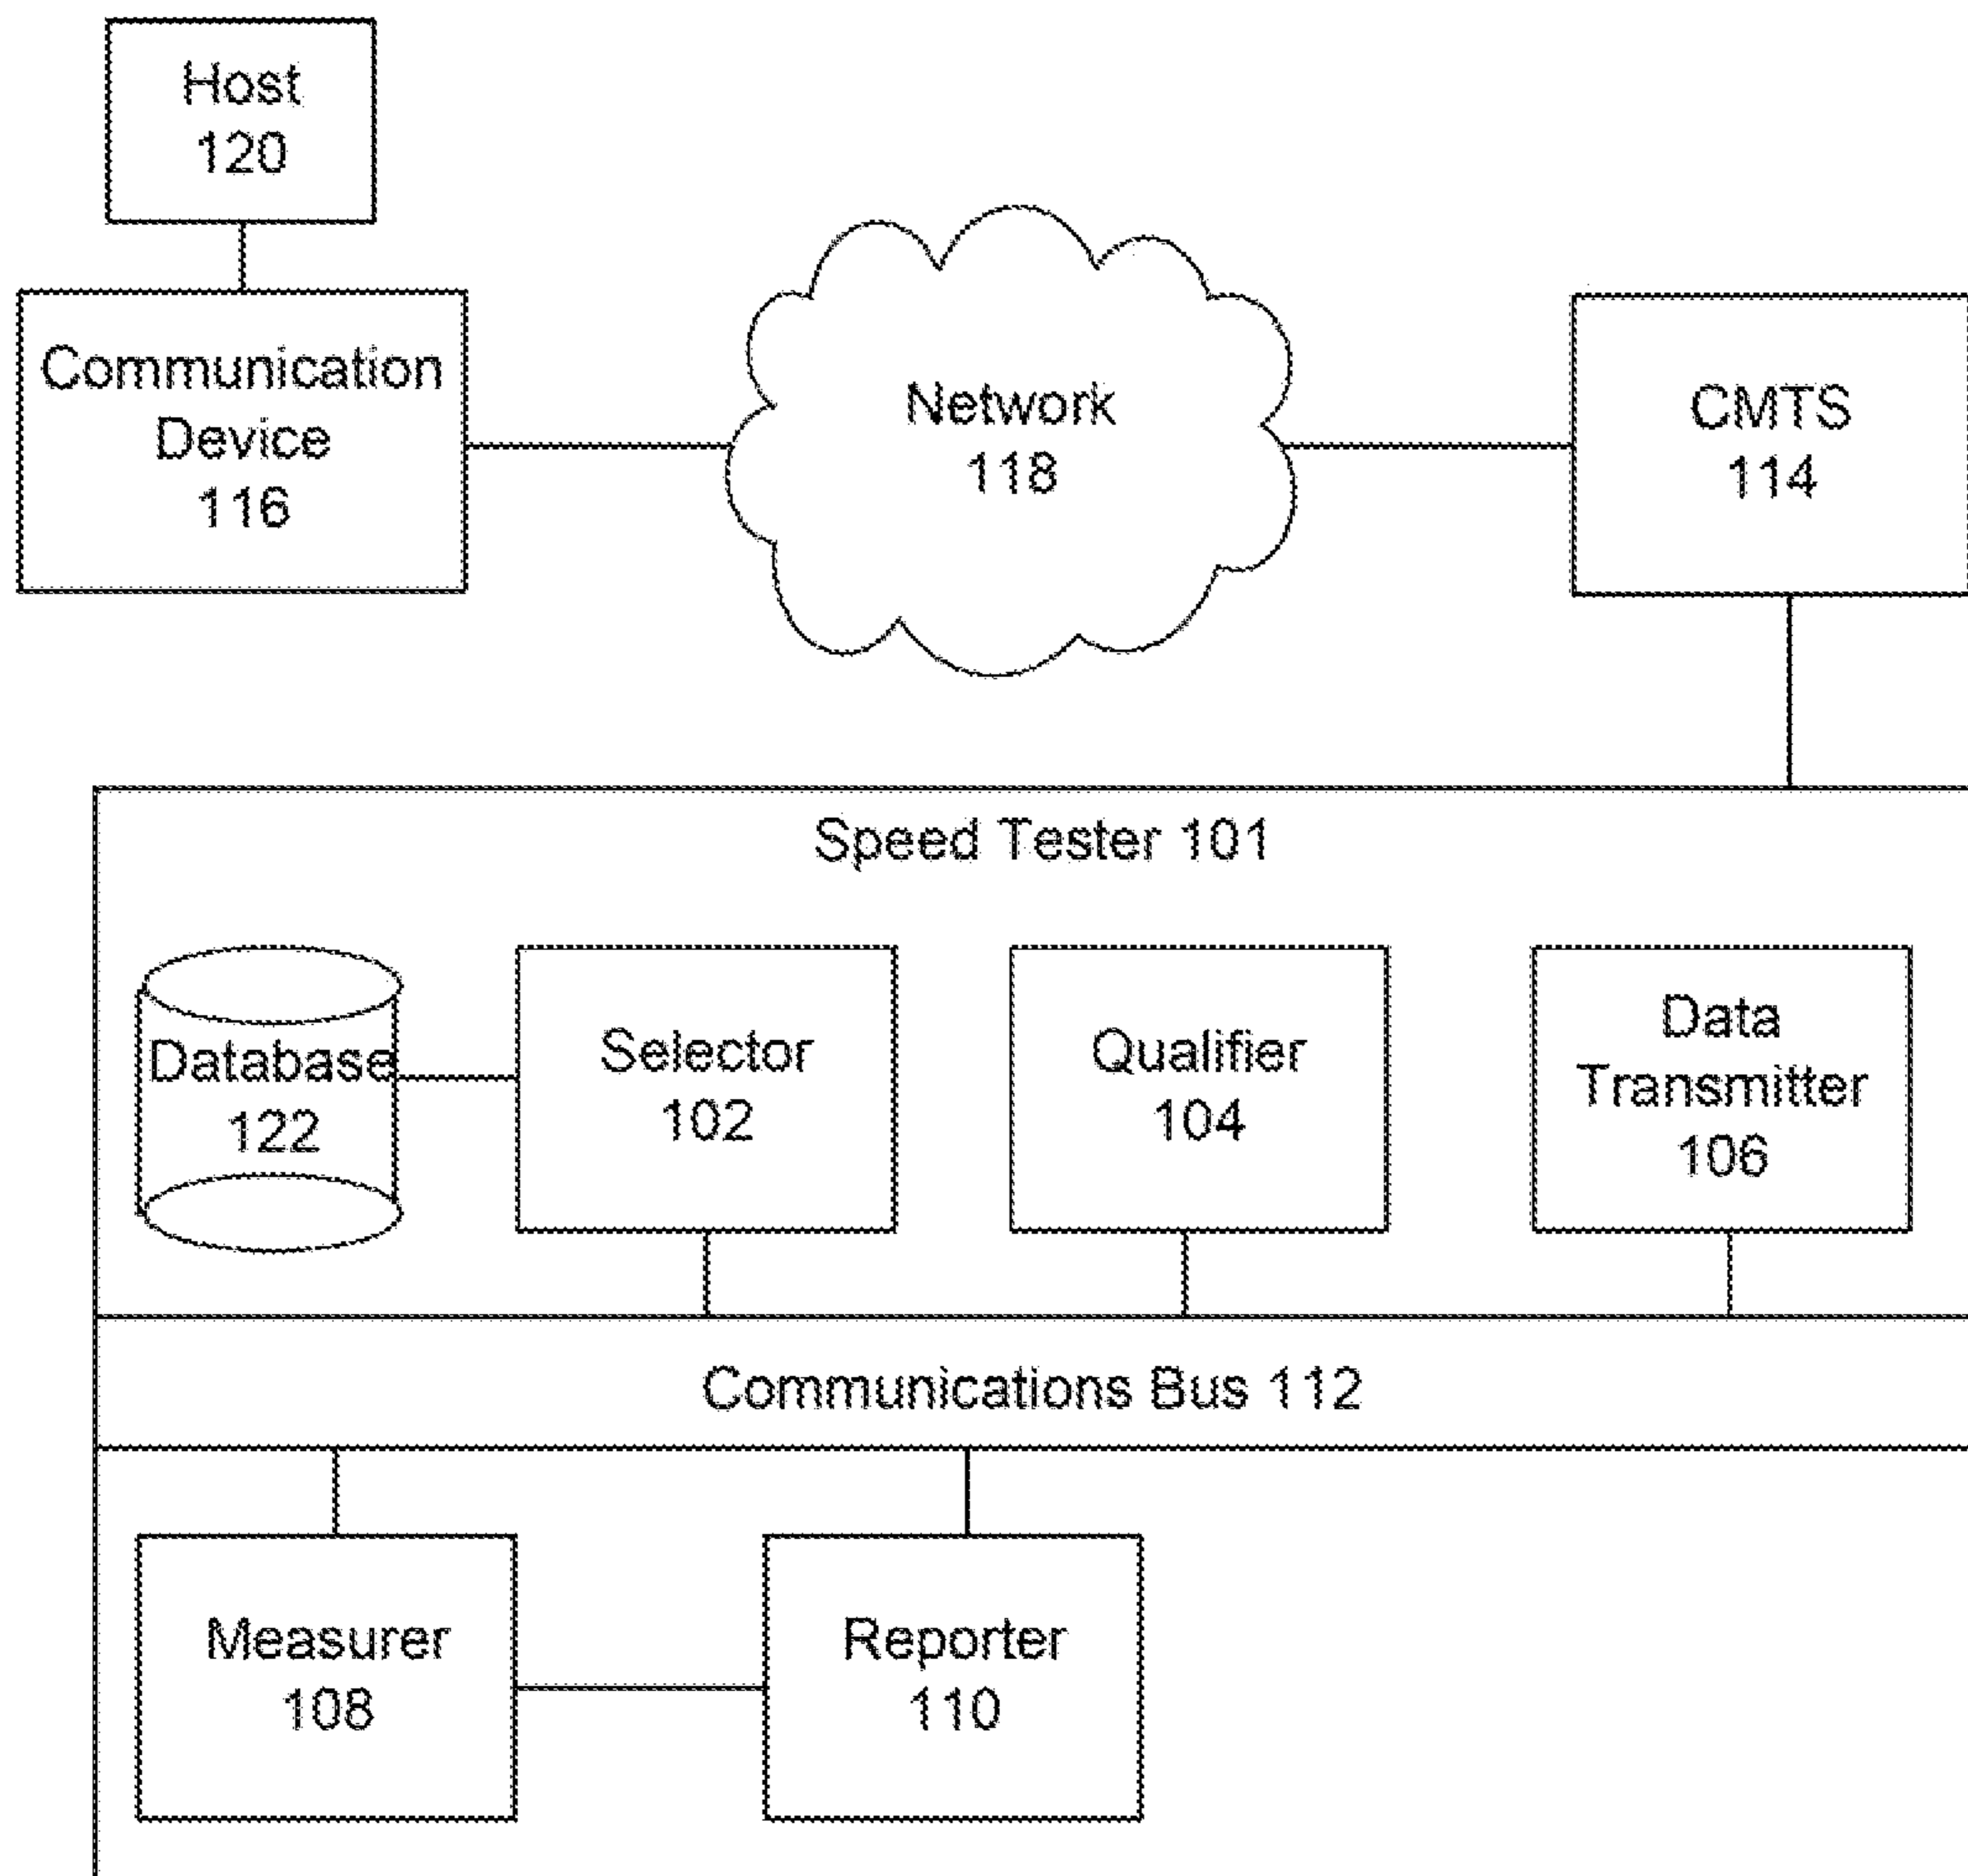 Host
120
Communication
Device
116
Network
118
CMTS
114
Speed Tester 101
Database
122
Selector
102
Qualifier
104
Data
Transmitter
106
Communications Bus 112
Measurer
108
Reporter
110